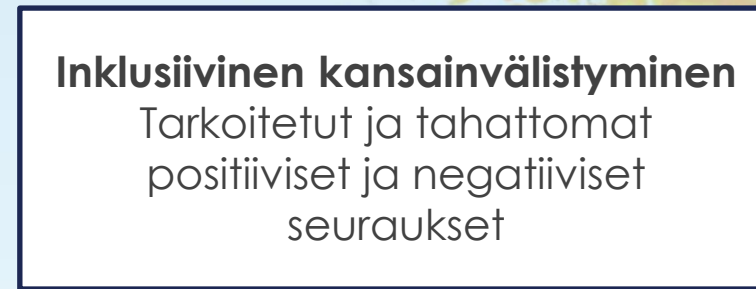 Inklusiivinen kansainvälistyminen
Tarkoitetut ja tahattomat
positiiviset ja negatiiviset
seuraukset